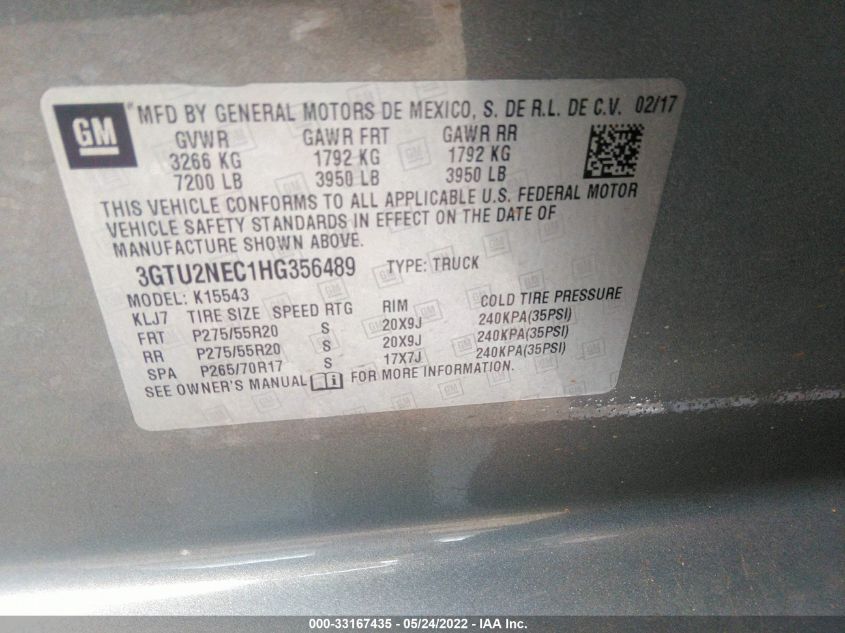 GM ® MFD BY GENERAL MOTORS DE MEXICO, S. DE R.L. DE C.V. 02/17
GVWR GAWR FRT GAWR RR
3266 KG 1792 KG 1792 KG
7200 LB 3950 LB 3950 LB
THIS VEHICLE CONFORMS TO ALL APPLICABLE U.S. FEDERAL MOTOR
VEHICLE SAFETY STANDARDS IN EFFECT ON THE DATE OF
MANUFACTURE SHOWN ABOVE.
3GTU2NEC1HG356489 TYPE: TRUCK
MODEL: K15543
KLJ7 TIRE SIZE SPEED RTG RIM COLD TIRE PRESSURE
FRT P275/55R20 S 20X9J 240KPA(35PSI)
RR P275/55R20 S 20X9J 240KPA(35PSI)
SPA P265/70R17 S 17X7J 240KPA(35PSI)
SEE OWNER'S MANUAL FOR MORE INFORMATION.
000-33167435 - 05/24/2022 - IAA Inc.